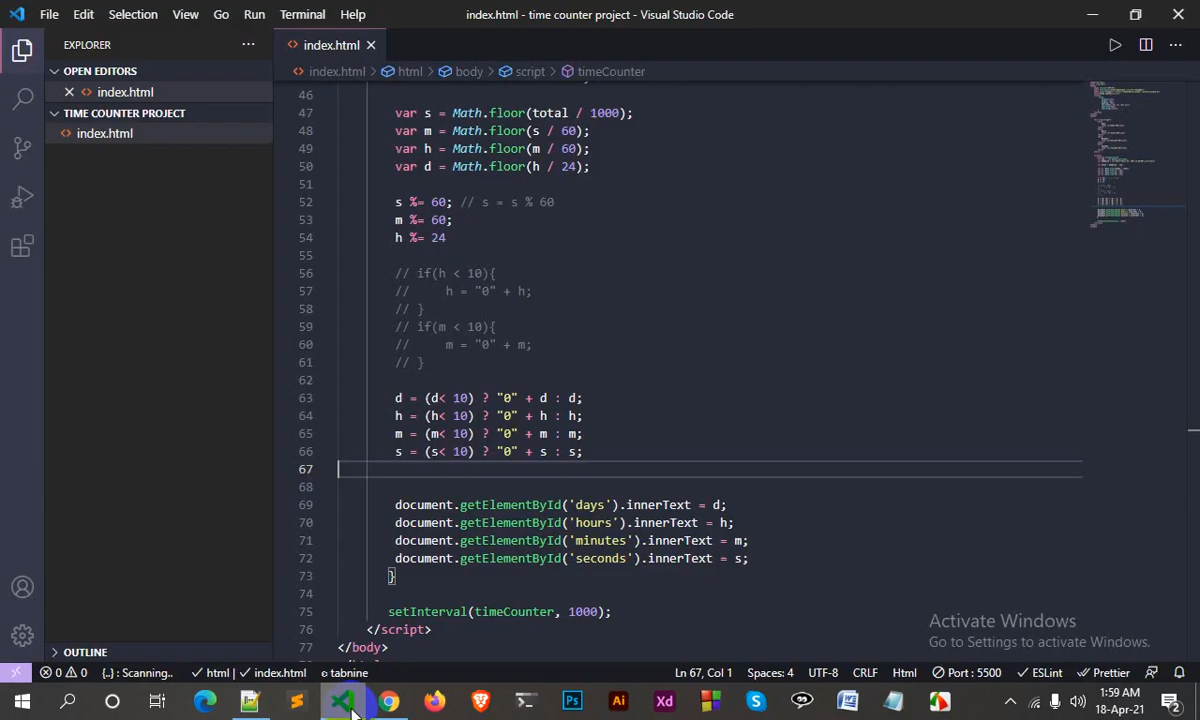 File Edit Selection View Go Run Terminal Help index.html - time counter project - Visual Studio Code
EXPLORER
index.html
OPEN EDITORS
index.html > html > body > script > timeCounter
index.html
TIME COUNTER PROJECT
index.html
46
47 var s = Math.floor(total / 1000);
48 var m = Math.floor(s / 60);
49 var h = Math.floor(m / 60);
50 var d = Math.floor(h / 24);
51
52 s %= 60; // s = s % 60
53 m %= 60;
54 h %= 24
55
56 // if(h < 10){
57 // h = "0" + h;
58 // }
59 // if(m < 10){
60 // m = "0" + m;
61 // }
62
63 d = (d< 10) ? "0" + d : d;
64 h = (h< 10) ? "0" + h : h;
65 m = (m< 10) ? "0" + m : m;
66 s = (s< 10) ? "0" + s : s;
67
68
69 document.getElementById('days').innerText = d;
70 document.getElementById('hours').innerText = h;
71 document.getElementById('minutes').innerText = m;
72 document.getElementById('seconds').innerText = s;
73 }
74
75 setInterval(timeCounter, 1000);
76 </script>
77 </body>
Activate Windows
Go to Settings to activate Windows.
OUTLINE
0 0 {..} : Scanning.. html | index.html tabnine Ln 67, Col 1 Spaces: 4 UTF-8 CRLF Html Port : 5500 ESLint Prettier
Ps Ai Xd
1:59 AM
18-Apr-21
2